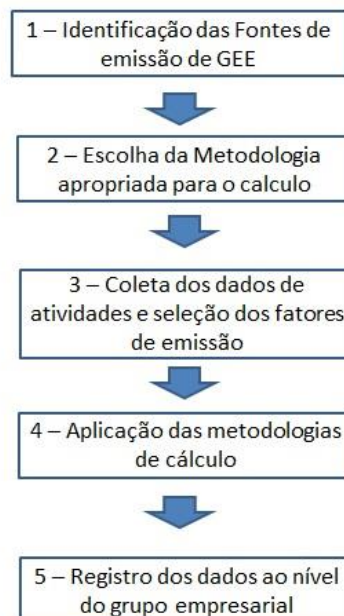 1 – Identificação das Fontes de
emissão de GEE
2 – Escolha da Metodologia
apropriada para o calculo
3 – Coleta dos dados de
atividades e seleção dos fatores
de emissão
4 – Aplicação das metodologias
de cálculo
5 – Registro dos dados ao nível
do grupo empresarial